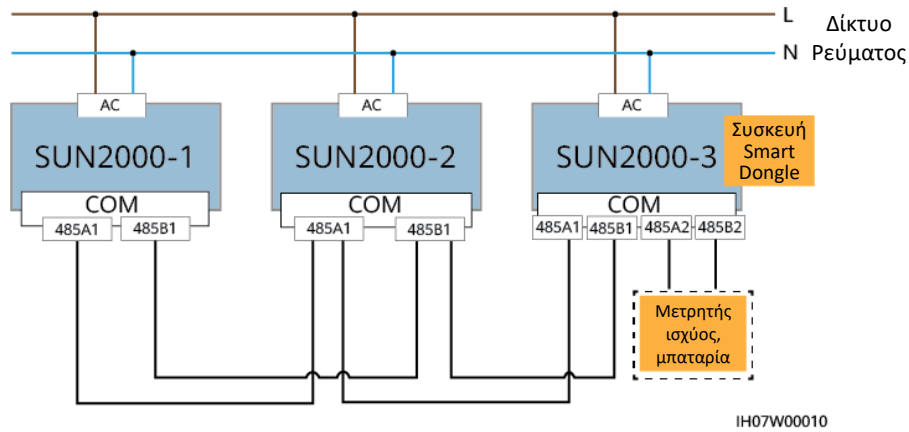 L
Δίκτυο
N
Ρεύματος
AC
AC
AC
SUN2000-1
SUN2000-2
SUN2000-3
Συσκευή
Smart
Dongle
COM
COM
COM
485A1
485B1
485A1
485B1
485A1
485B1
485A2
485B2
Μετρητής
ισχύος,
μπαταρία
IH07W00010